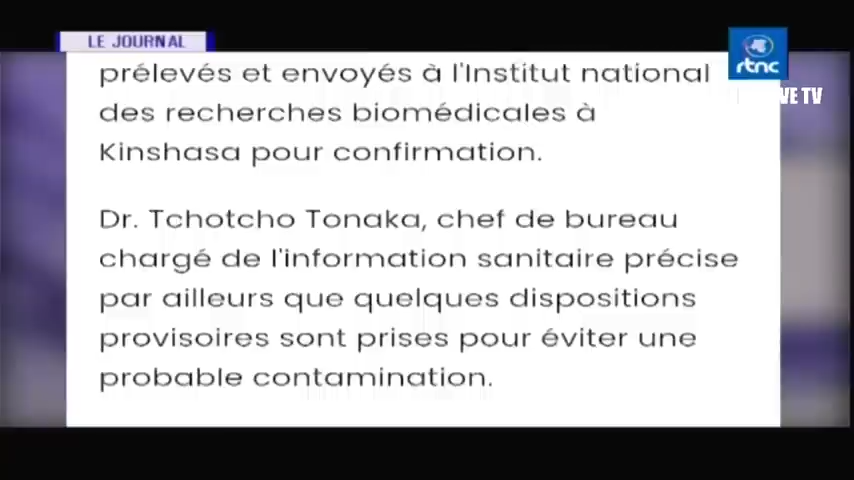 LE JOURNAL
rtnc
VE TV
prélevés et envoyés à l'Institut national
des recherches biomédicales à
Kinshasa pour confirmation.
Dr. Tchotcho Tonaka, chef de bureau
chargé de l'information sanitaire précise
par ailleurs que quelques dispositions
provisoires sont prises pour éviter une
probable contamination.